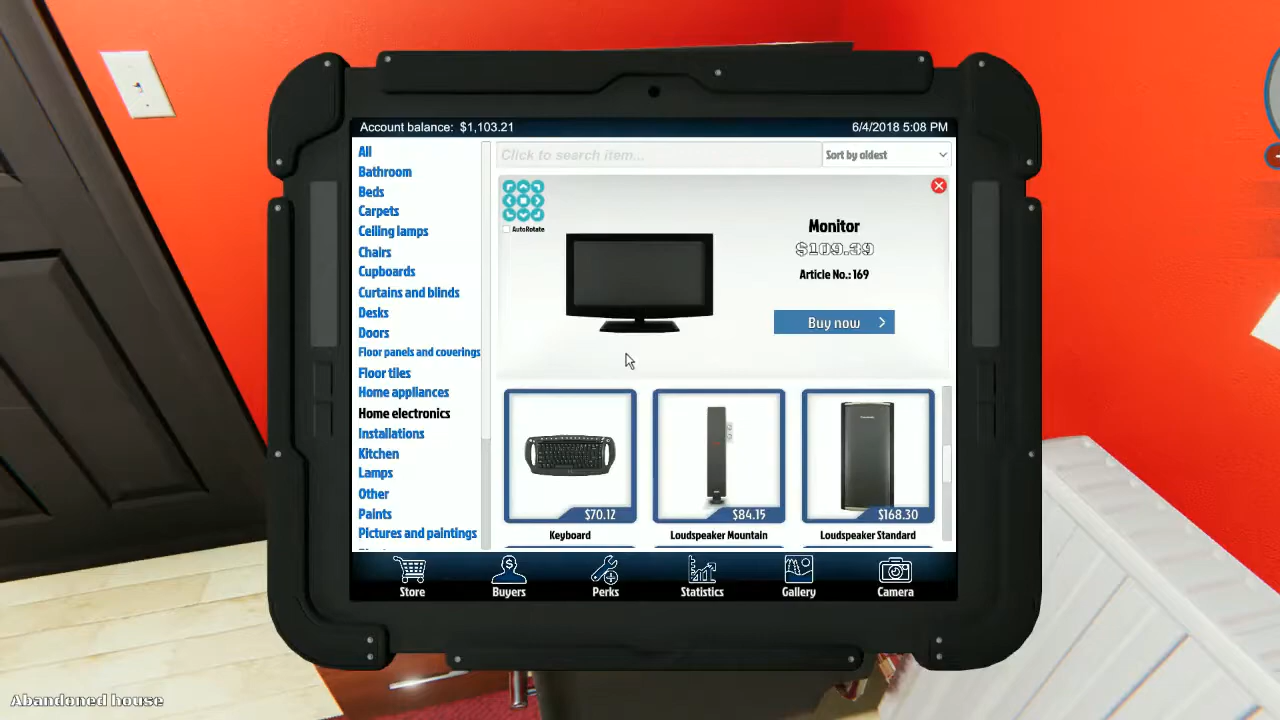 Account balance: $1,103.21
6/4/2018 5:08 PM
All
Bathroom
Beds
Carpets
Ceiling lamps
Chairs
Cupboards
Curtains and blinds
Desks
Doors
Floor panels and coverings
Floor tiles
Home appliances
Home electronics
Installations
Kitchen
Lamps
Other
Paints
Pictures and paintings
Click to search item...
Sort by oldest
AutoRotate
Monitor
$109.39
Article No.: 169
Buy now
$70.12
Keyboard
$84.15
Loudspeaker Mountain
$168.30
Loudspeaker Standard
Store
Buyers
Perks
Statistics
Gallery
Camera
Abandoned house